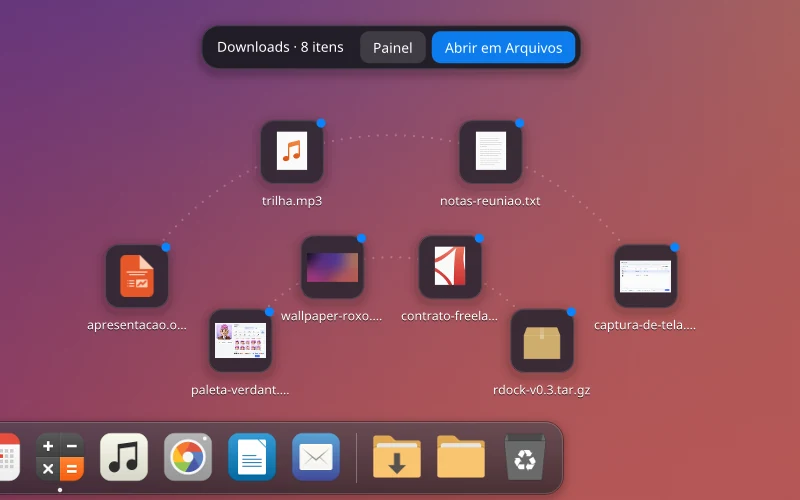 Downloads · 8 itens
Painel
Abrir em Arquivos
trilha.mp3
notas-reuniao.txt
apresentacao.o...
wallpaper-roxo....
contrato-freela...
captura-de-tela....
paleta-verdant....
rdock-v0.3.tar.gz